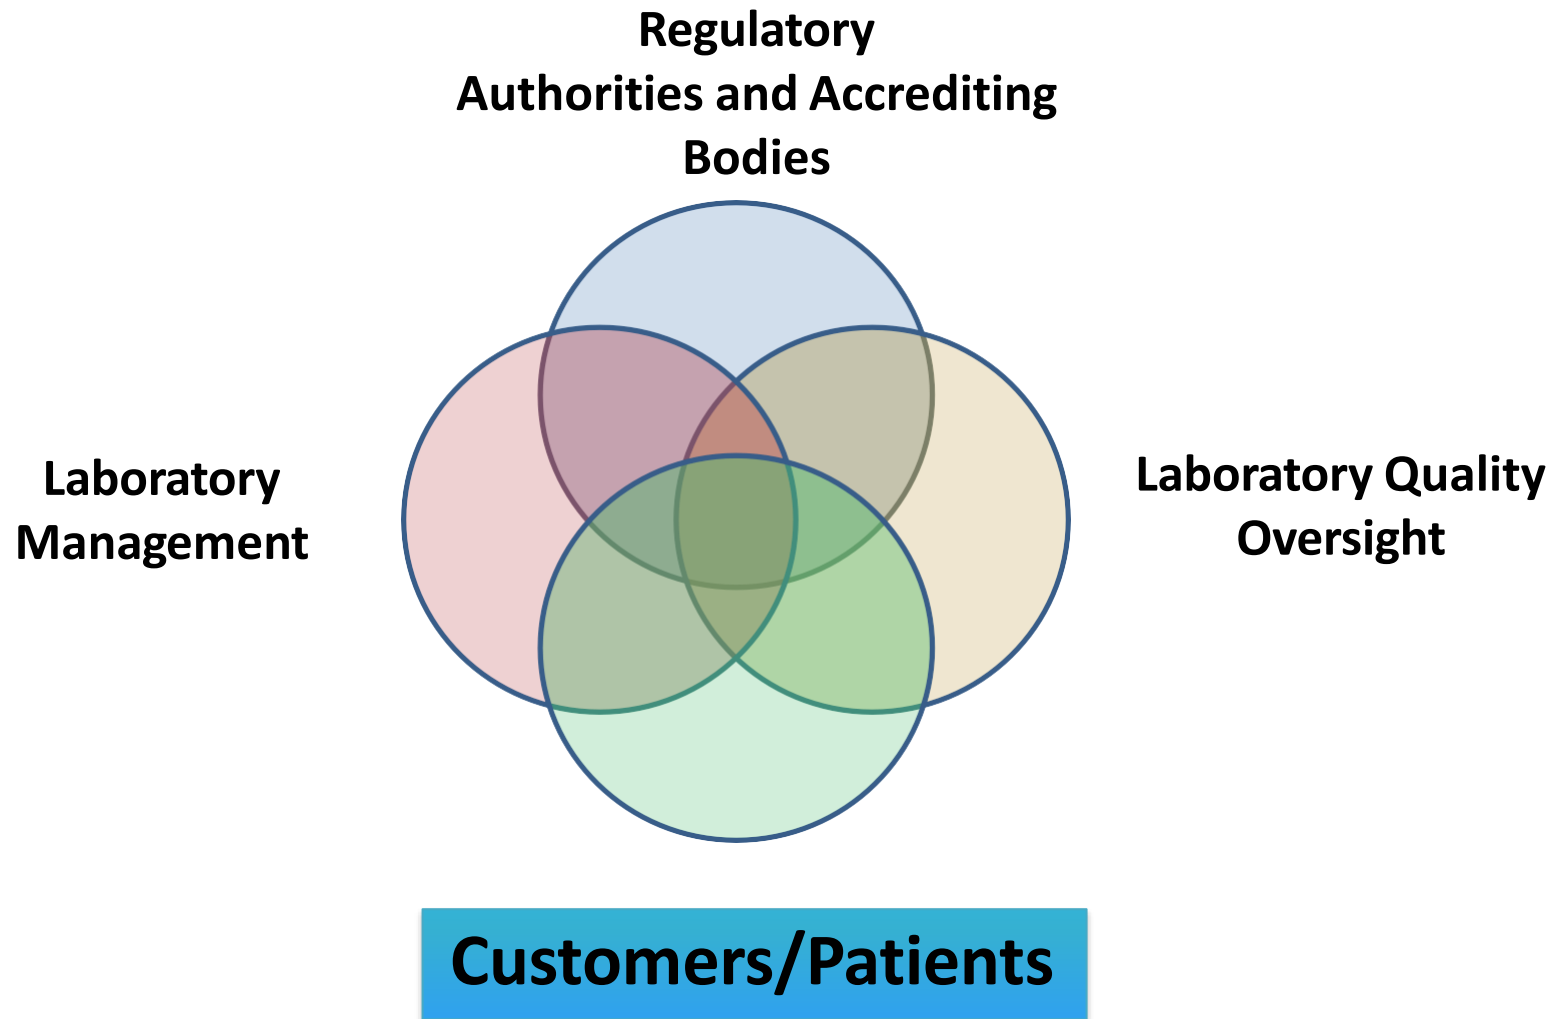 Regulatory
Authorities and Accrediting
Bodies
Laboratory
Management
Laboratory Quality
Oversight
Customers/Patients